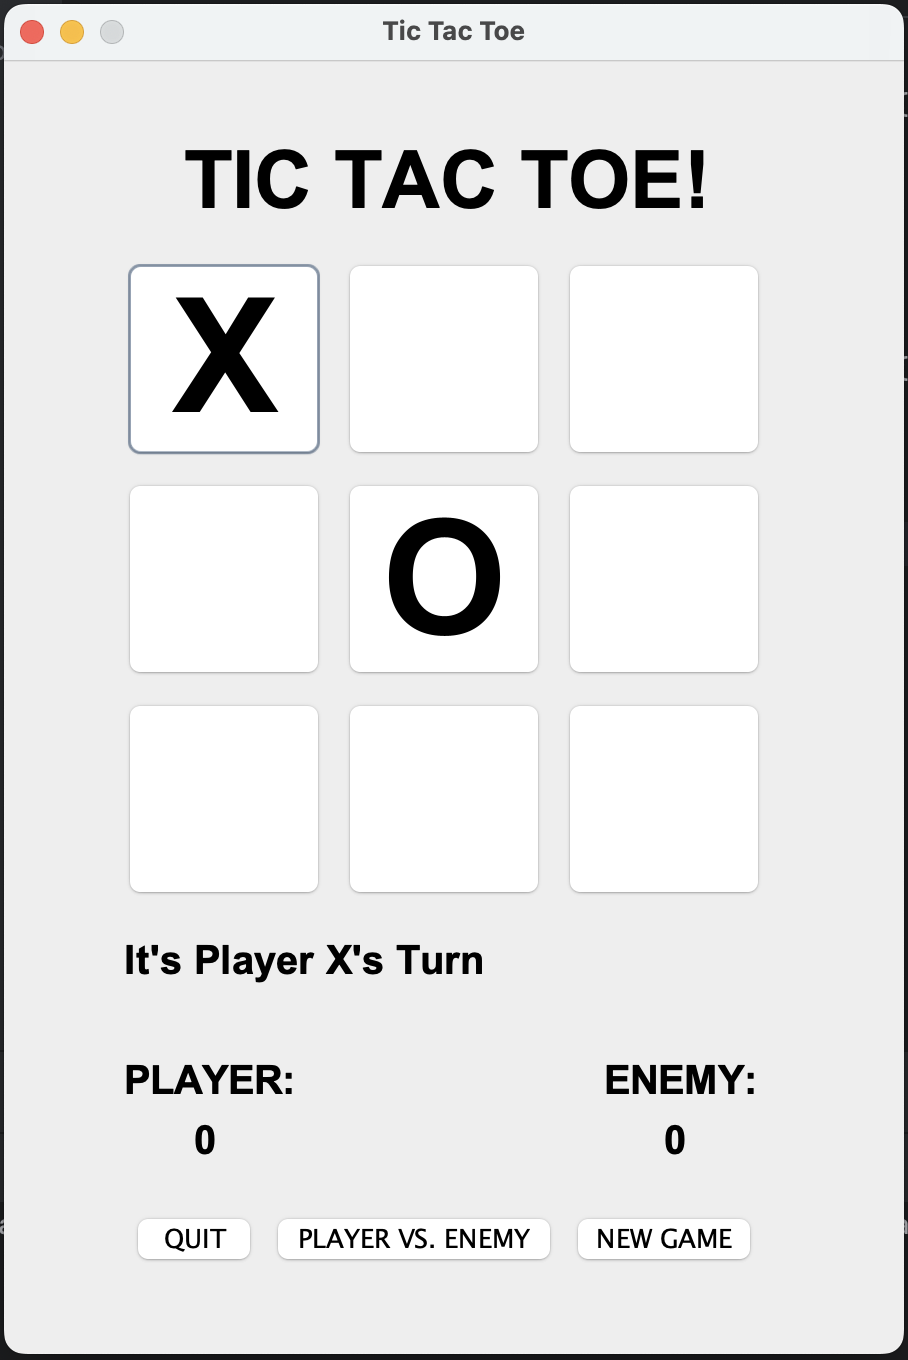 Tic Tac Toe
TIC TAC TOE!
X
O
It's Player X's Turn
PLAYER: ENEMY:
0 0
QUIT PLAYER VS. ENEMY NEW GAME